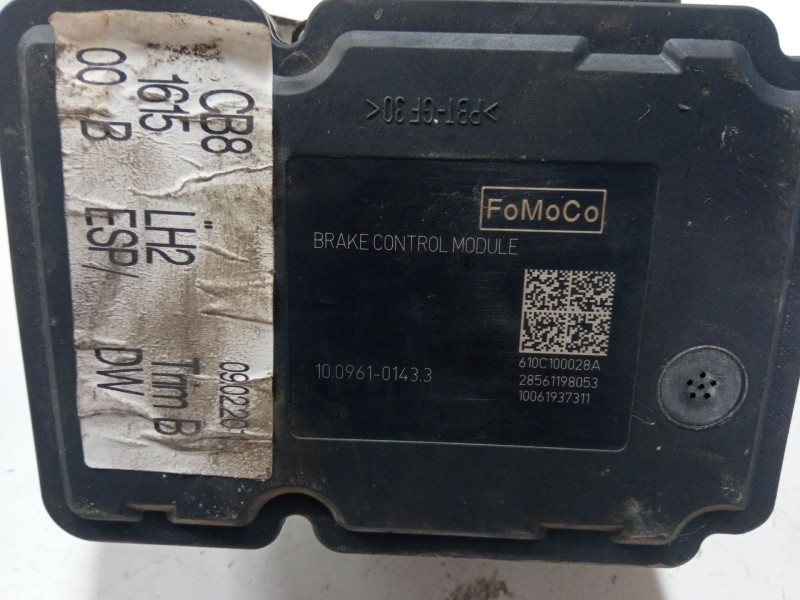 CB8 LH2 Trim B
1615 ESP/ DW
00 B
0902201
>PBT-GF30<
FoMoCo
BRAKE CONTROL MODULE
10.0961-0143.3
610C100028A
28561198053
10061937311